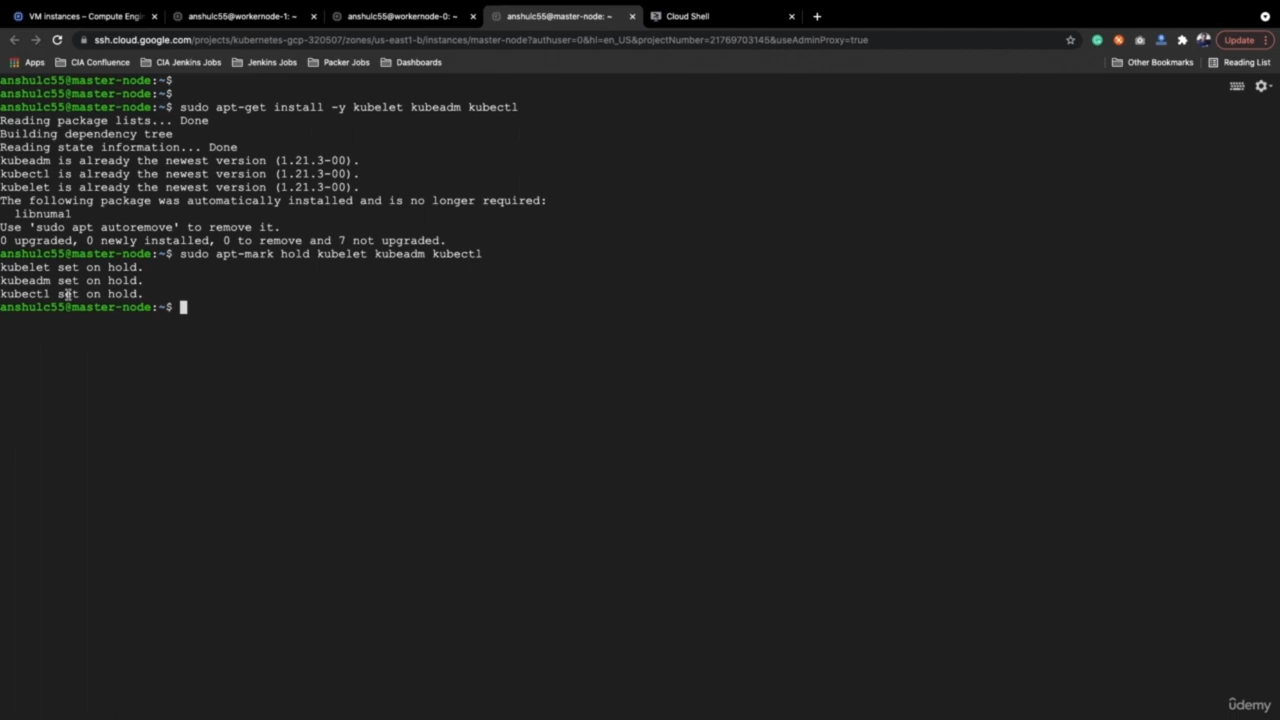 VM instances – Compute Engin
anshulc55@workernode-1: ~
anshulc55@workernode-0: ~
anshulc55@master-node: ~
Cloud Shell
ssh.cloud.google.com/projects/kubernetes-gcp-320507/zones/us-east1-b/instances/master-node?authuser=0&hl=en_US&projectNumber=21769703145&useAdminProxy=true
Update
Apps
CIA Confluence
CIA Jenkins Jobs
Jenkins Jobs
Packer Jobs
Dashboards
Other Bookmarks
Reading List
anshulc55@master-node:~$
anshulc55@master-node:~$
anshulc55@master-node:~$ sudo apt-get install -y kubelet kubeadm kubectl
Reading package lists... Done
Building dependency tree
Reading state information... Done
kubeadm is already the newest version (1.21.3-00).
kubectl is already the newest version (1.21.3-00).
kubelet is already the newest version (1.21.3-00).
The following package was automatically installed and is no longer required:
libnuma1
Use 'sudo apt autoremove' to remove it.
0 upgraded, 0 newly installed, 0 to remove and 7 not upgraded.
anshulc55@master-node:~$ sudo apt-mark hold kubelet kubeadm kubectl
kubelet set on hold.
kubeadm set on hold.
kubectl set on hold.
anshulc55@master-node:~$
ûdemy